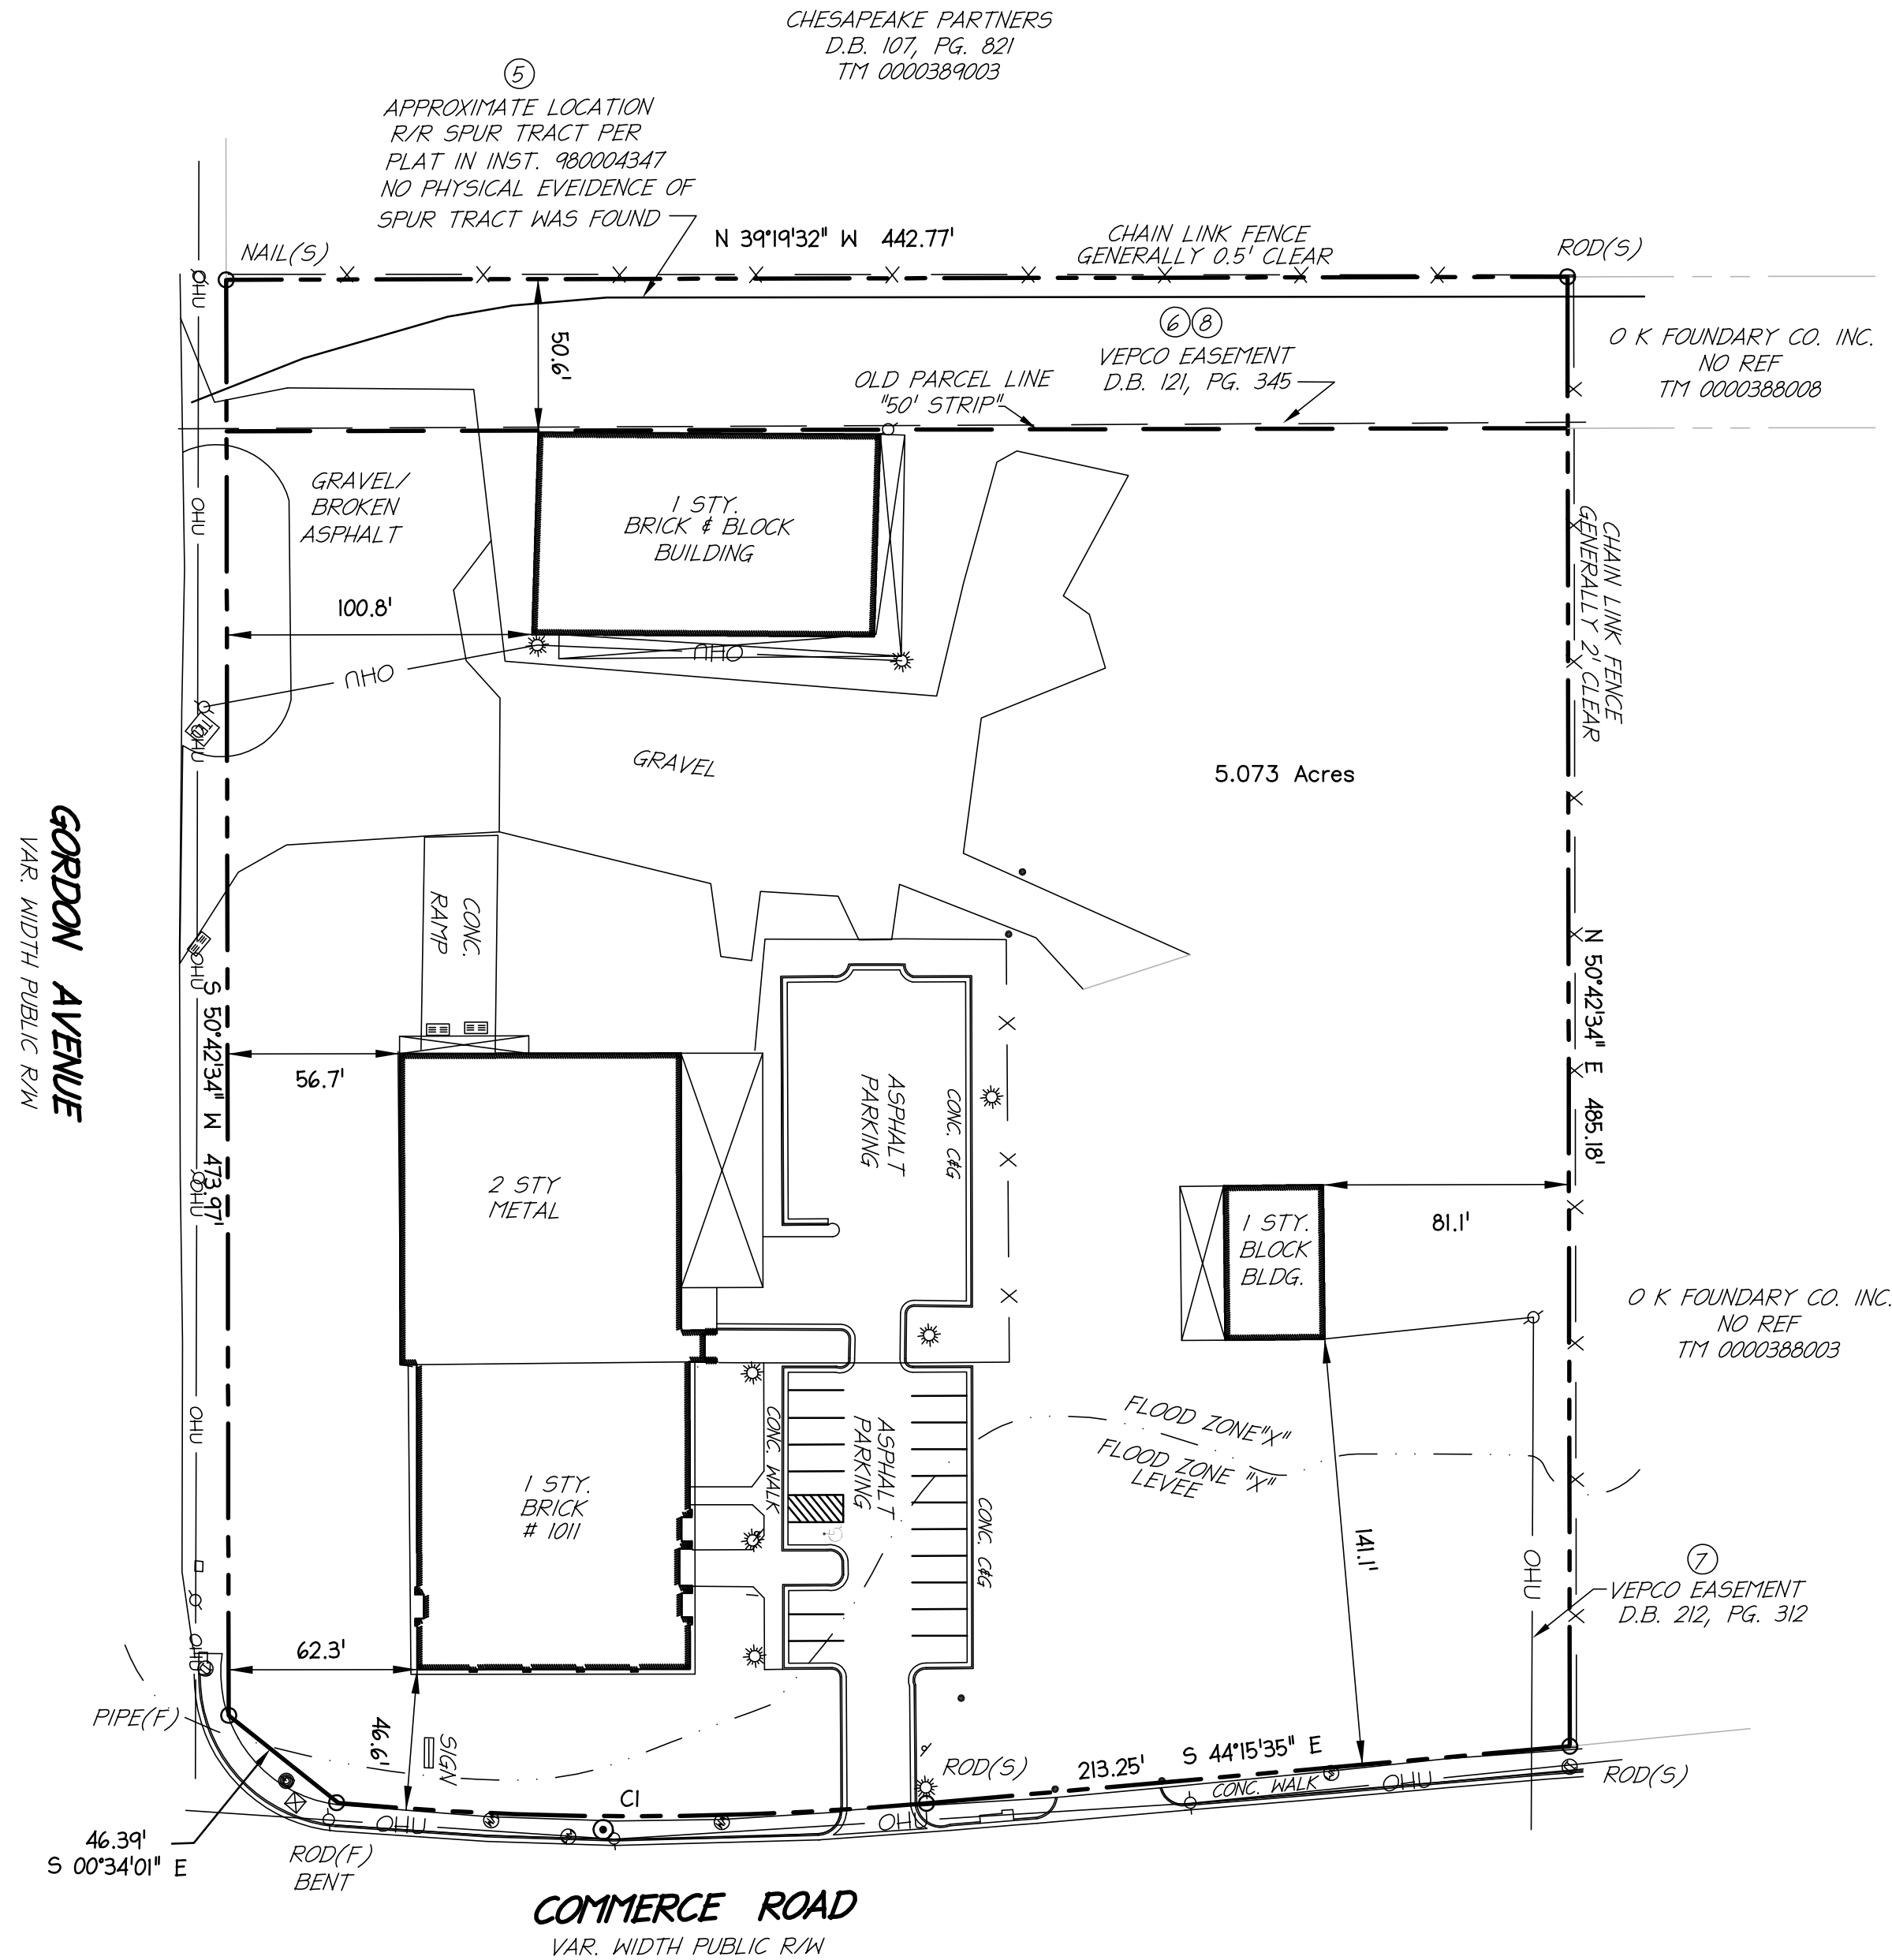 CHESAPEAKE PARTNERS
D.B. 107, PG. 821
TM 0000389003
5
APPROXIMATE LOCATION
R/R SPUR TRACT PER
PLAT IN INST. 980004347
NO PHYSICAL EVEIDENCE OF
SPUR TRACT WAS FOUND
NAIL(S)
N 39°19'32" W 442.77'
CHAIN LINK FENCE
GENERALLY 0.5' CLEAR
ROD(S)
OHU
50.6'
6 8
VEPCO EASEMENT
D.B. 121, PG. 345
OLD PARCEL LINE
"50' STRIP"
O K FOUNDARY CO. INC.
NO REF
TM 0000388008
GRAVEL/
BROKEN
ASPHALT
OHU
1 STY.
BRICK & BLOCK
BUILDING
CHAIN LINK FENCE
GENERALLY 2' CLEAR
100.8'
OHU
OHU
OHU
GRAVEL
5.073 Acres
GORDON AVENUE
VAR. WIDTH PUBLIC R/W
CONC.
RAMP
OHU
S 50°42'34" W 473.97'
N 50°42'34" E 485.18'
56.7'
ASPHALT
PARKING
CONC. C&G
2 STY
METAL
OHU
1 STY.
BLOCK
BLDG.
81.1'
O K FOUNDARY CO. INC.
NO REF
TM 0000388003
OHU
CONC. WALK
ASPHALT
PARKING
FLOOD ZONE"X"
FLOOD ZONE "X"
LEVEE
1 STY.
BRICK
# 1011
CONC. C&G
141.1'
OHU
7
VEPCO EASEMENT
D.B. 212, PG. 312
OHU
62.3'
PIPE(F)
46.6'
SIGN
C1
ROD(S)
213.25' S 44°15'35" E
CONC. WALK
OHU
ROD(S)
OHU
OHU
46.39'
S 00°34'01" E
ROD(F)
BENT
COMMERCE ROAD
VAR. WIDTH PUBLIC R/W